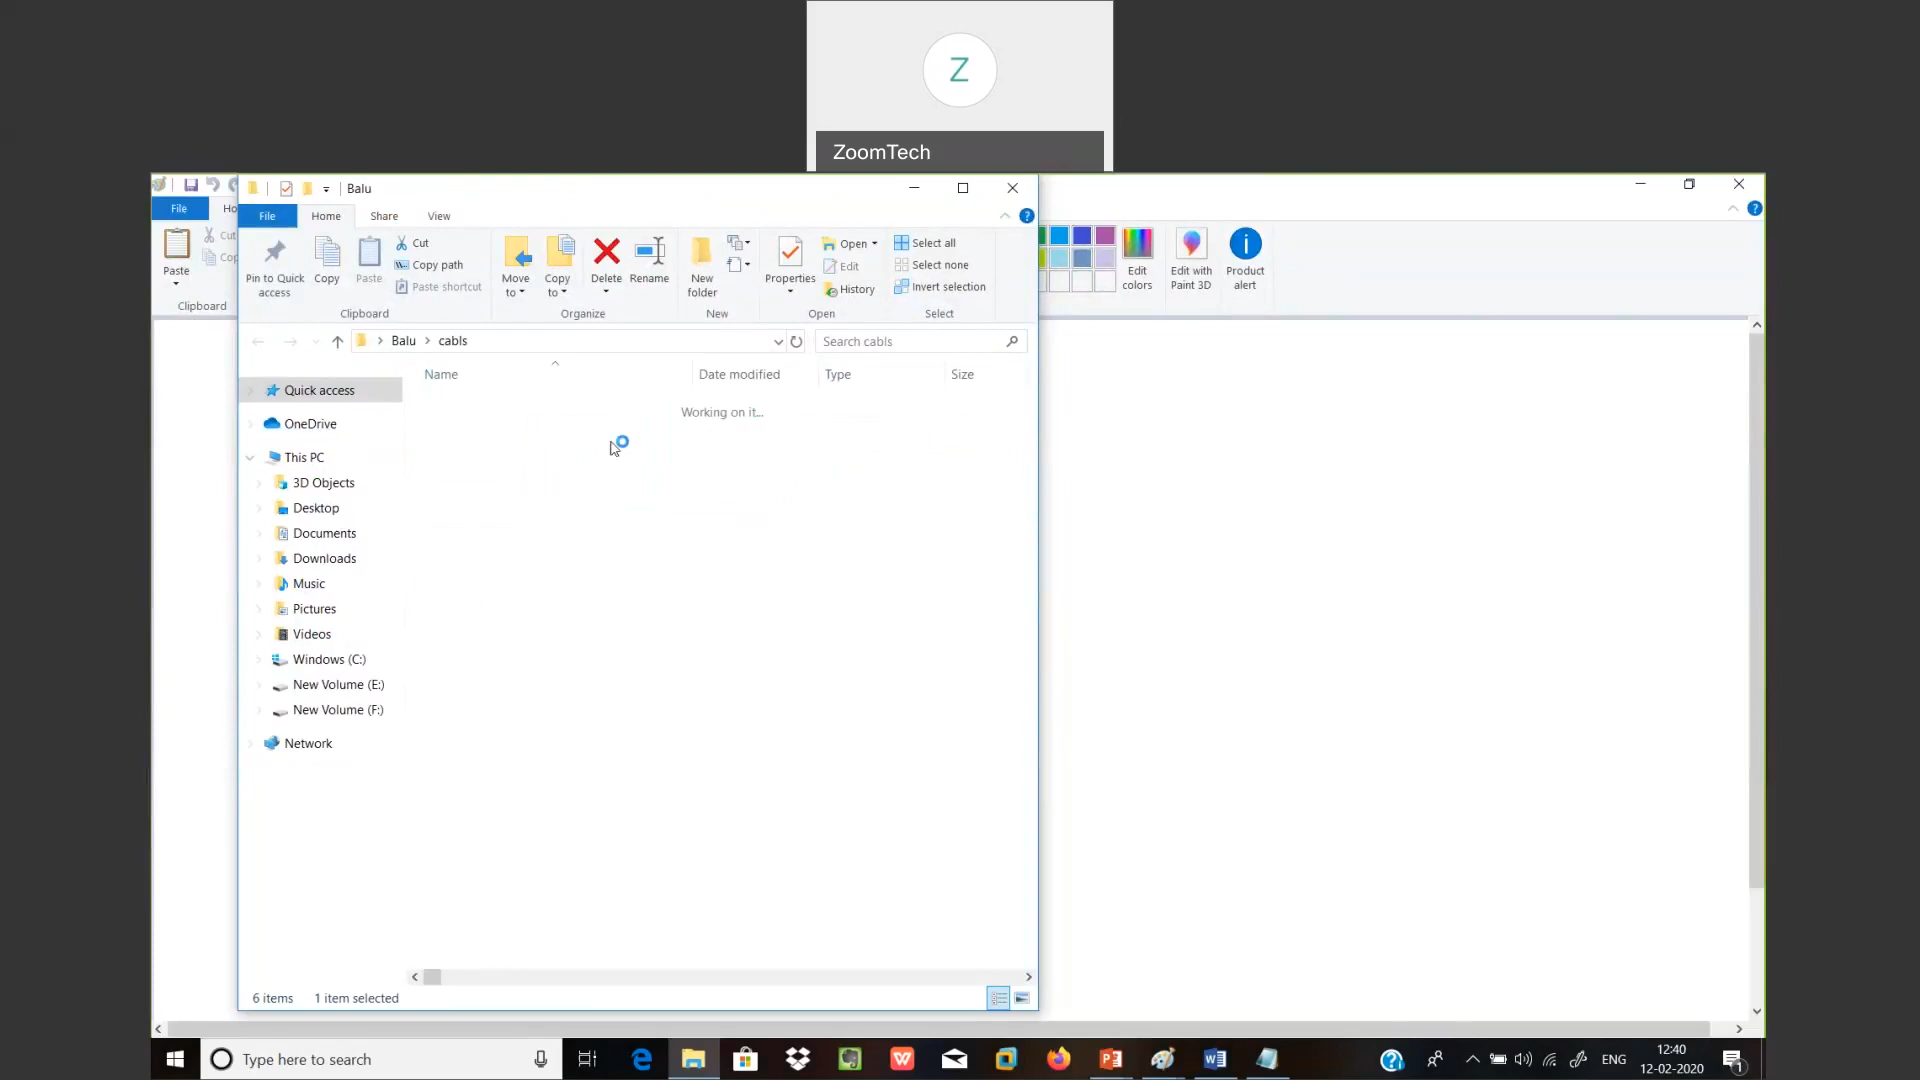 Z
ZoomTech
Balu
File
Home
Share
View
File
Ho
Paste
Cut
Cop
Clipboard
Pin to Quick access
Copy
Paste
Cut
Copy path
Paste shortcut
Clipboard
Move to
Copy to
Delete
Rename
Organize
New folder
New
Properties
Open
Edit
History
Open
Select all
Select none
Invert selection
Select
Edit colors
Edit with Paint 3D
Product alert
Balu > cabls
Search cabls
Name
Date modified
Type
Size
Working on it...
Quick access
OneDrive
This PC
3D Objects
Desktop
Documents
Downloads
Music
Pictures
Videos
Windows (C:)
New Volume (E:)
New Volume (F:)
Network
6 items
1 item selected
Type here to search
ENG
12:40
12-02-2020
1